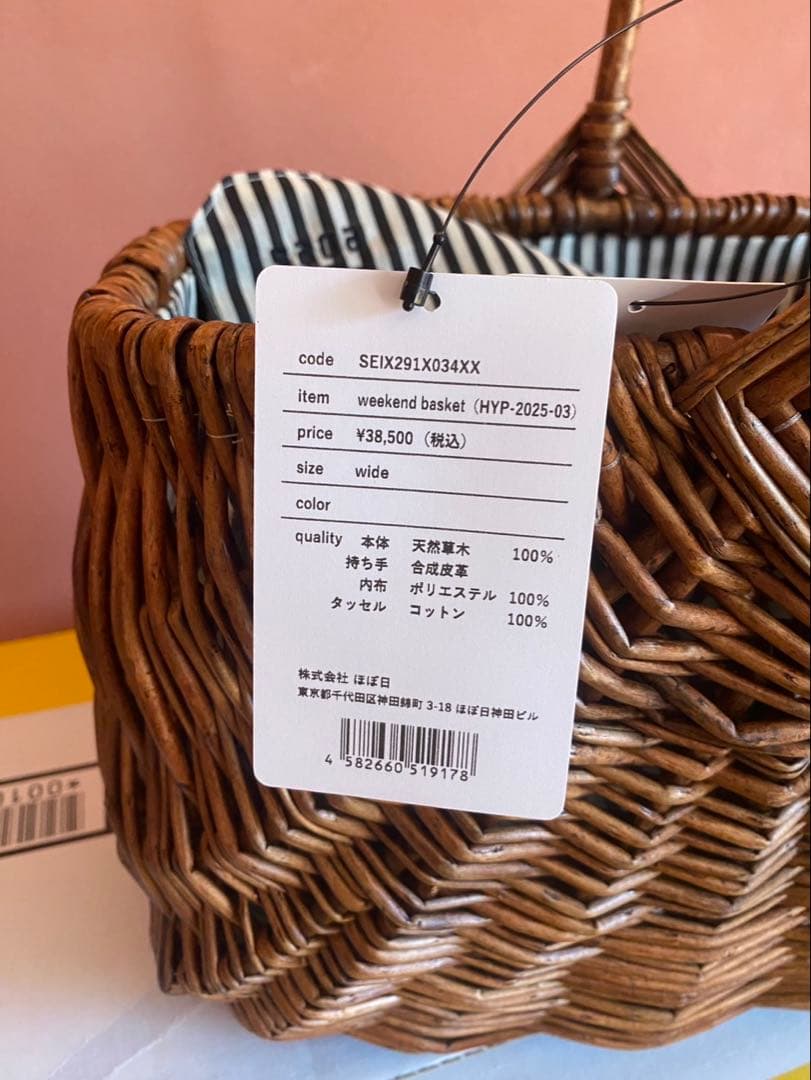 code SEIX291X034XX
item weekend basket（HYP-2025-03）
price ¥38,500（税込）
size wide
color
quality 本体 天然草木 100%
持ち手 合成皮革
内布 ポリエステル 100%
タッセル コットン 100%
株式会社 ほぼ日
東京都千代田区神田錦町 3-18 ほぼ日神田ビル
4 582660 519178